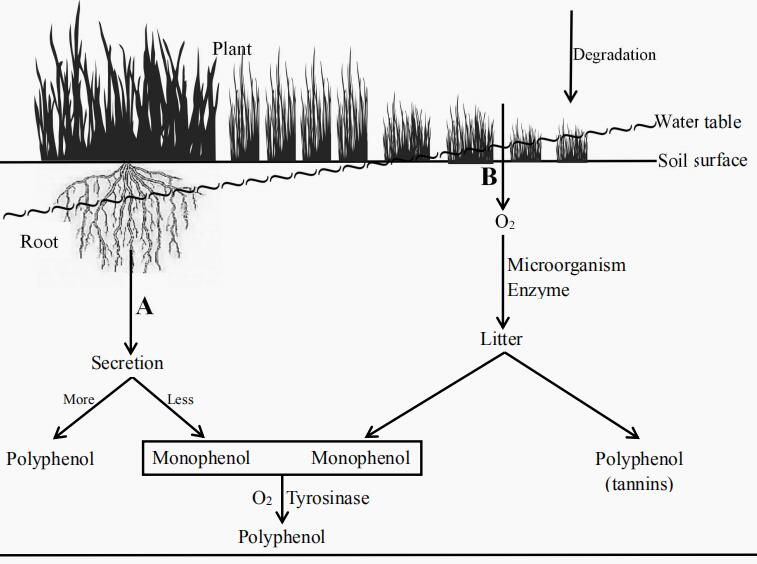 Plant
Degradation
Water table
Soil surface
B
O₂
Root
Microorganism
Enzyme
A
Litter
Secretion
More
Less
Polyphenol
Monophenol
Monophenol
Polyphenol
(tannins)
O₂ Tyrosinase
Polyphenol